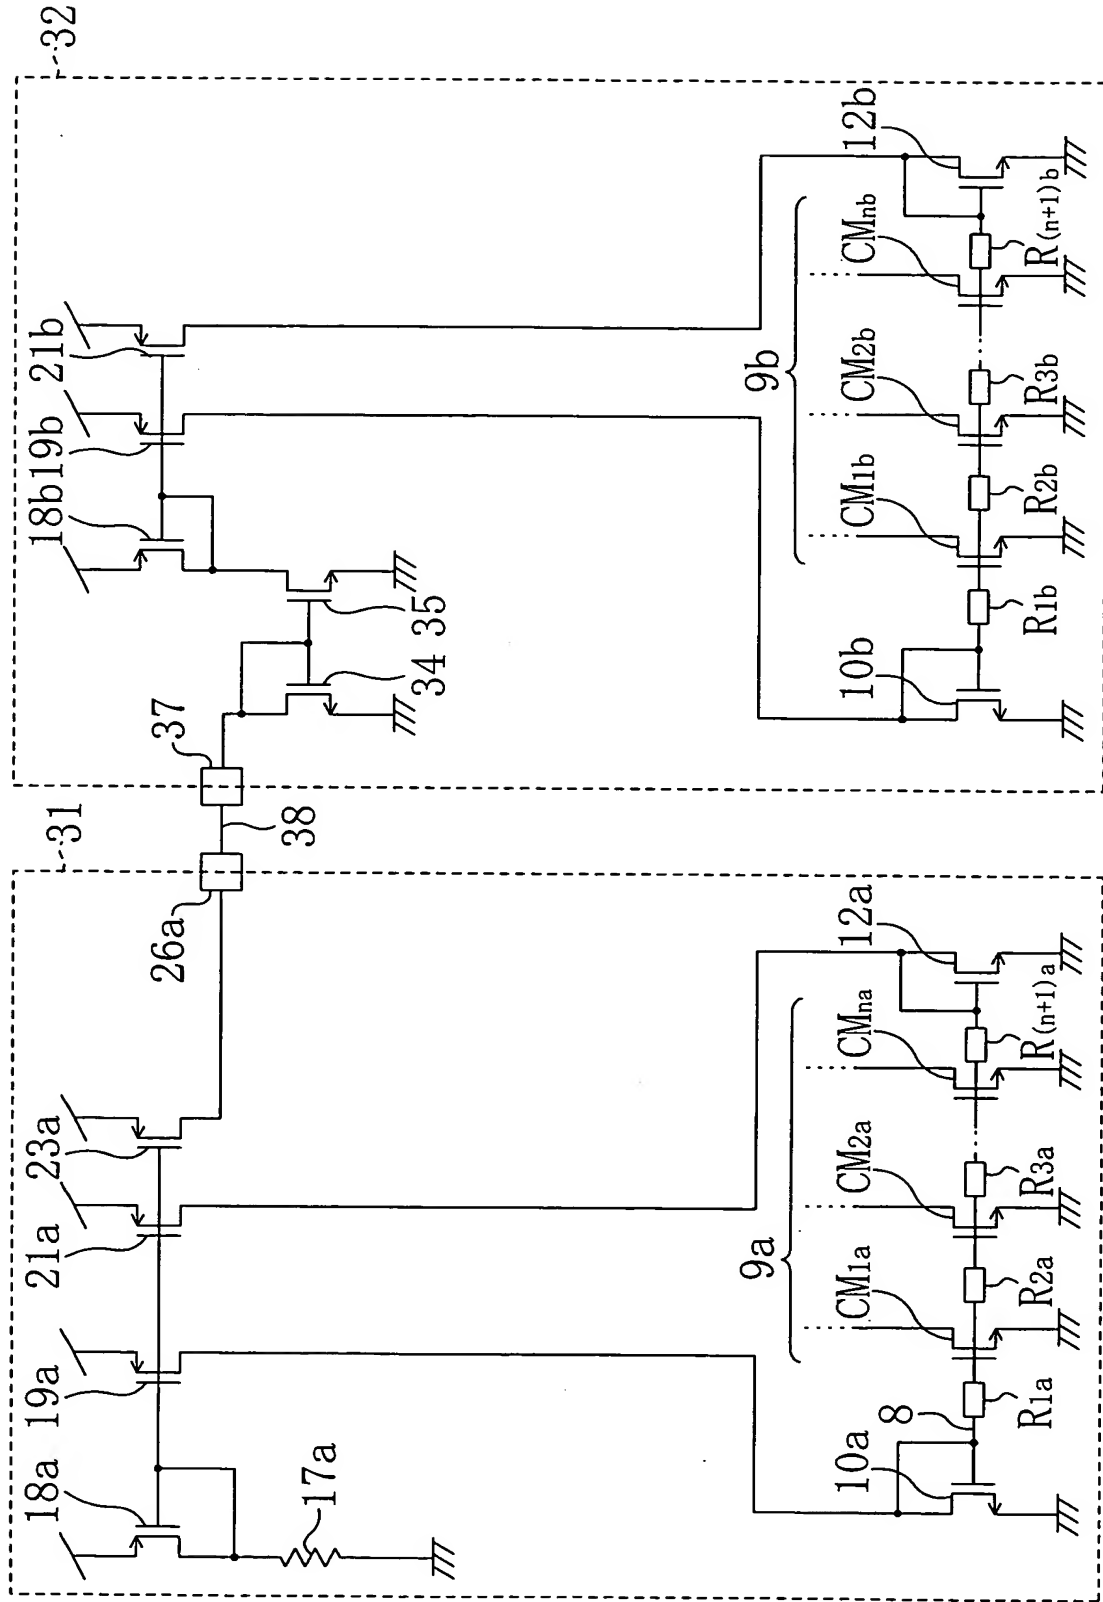 31
32
18a
19a
21a
23a
26a
37
38
17a
18b
19b
21b
34
35
9a
9b
8
10a
CM1a
CM2a
CMna
12a
R1a
R2a
R3a
R(n+1)a
10b
CM1b
CM2b
CMnb
12b
R1b
R2b
R3b
R(n+1)b